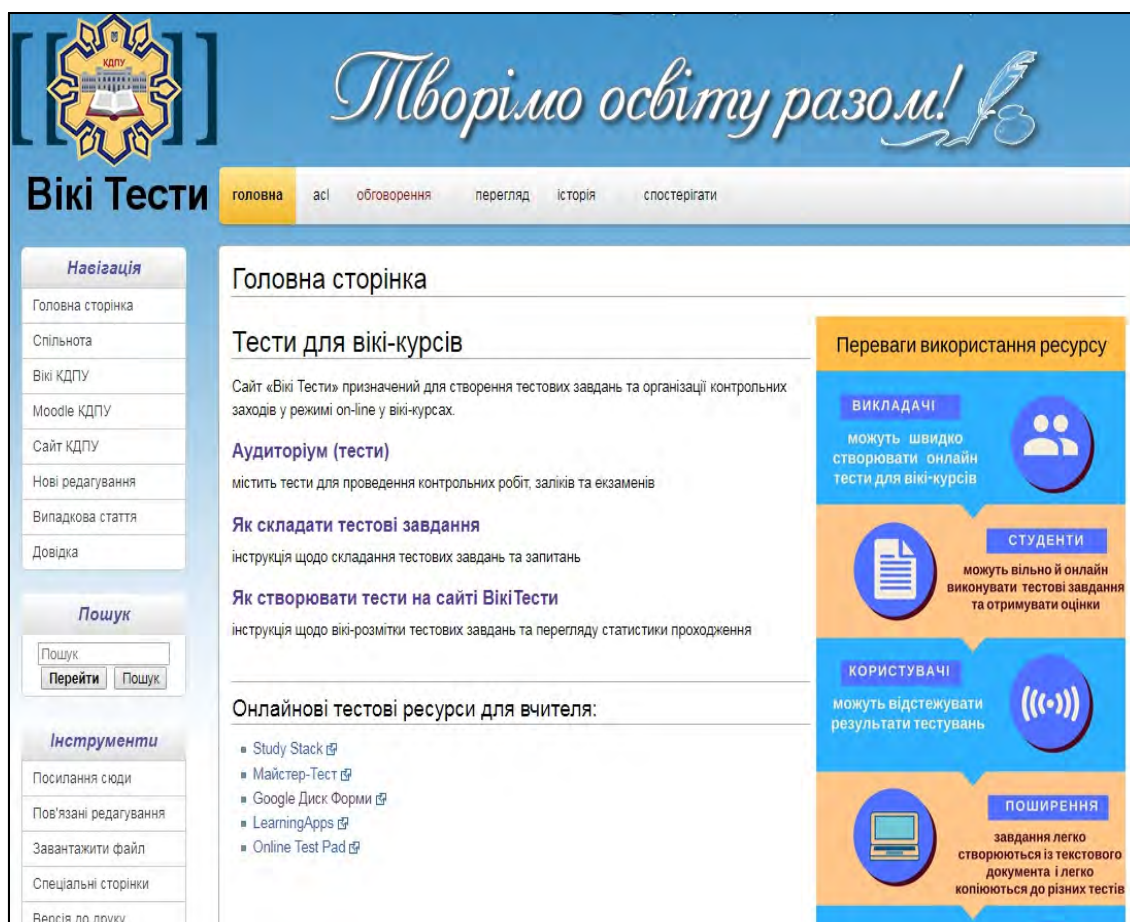 КДПУ
Творімо освіту разом!
Вікі Тести
головна асі обговорення перегляд історія спостерігати
Навігація
Головна сторінка
Спільнота
Вікі КДПУ
Moodle КДПУ
Сайт КДПУ
Нові редагування
Випадкова стаття
Довідка
Пошук
Пошук
Перейти Пошук
Інструменти
Посилання сюди
Пов'язані редагування
Завантажити файл
Спеціальні сторінки
Версія до друку
Головна сторінка
Тести для вікі-курсів
Сайт «Вікі Тести» призначений для створення тестових завдань та організації контрольних
заходів у режимі on-line у вікі-курсах.
Аудиторіум (тести)
містить тести для проведення контрольних робіт, заліків та екзаменів
Як складати тестові завдання
інструкція щодо складання тестових завдань та запитань
Як створювати тести на сайті ВікіТести
інструкція щодо вікі-розмітки тестових завдань та перегляду статистики проходження
Онлайнові тестові ресурси для вчителя:
Study Stack
Майстер-Тест
Google Диск Форми
LearningApps
Online Test Pad
Переваги використання ресурсу
ВИКЛАДАЧІ
можуть швидко
створювати онлайн
тести для вікі-курсів
СТУДЕНТИ
можуть вільно й онлайн
виконувати тестові завдання
та отримувати оцінки
КОРИСТУВАЧІ
можуть відстежувати
результати тестувань
ПОШИРЕННЯ
завдання легко
створюються із текстового
документа і легко
копіюються до різних тестів